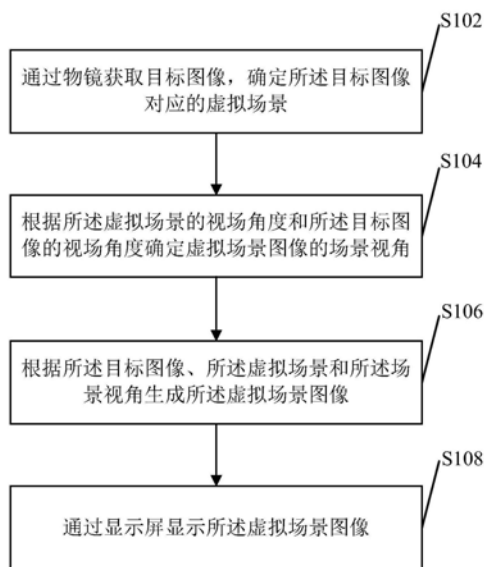 S102
通过物镜获取目标图像，确定所述目标图像
对应的虚拟场景
S104
根据所述虚拟场景的视场角度和所述目标图
像的视场角度确定虚拟场景图像的场景视角
S106
根据所述目标图像、所述虚拟场景和所述场
景视角生成所述虚拟场景图像
S108
通过显示屏显示所述虚拟场景图像